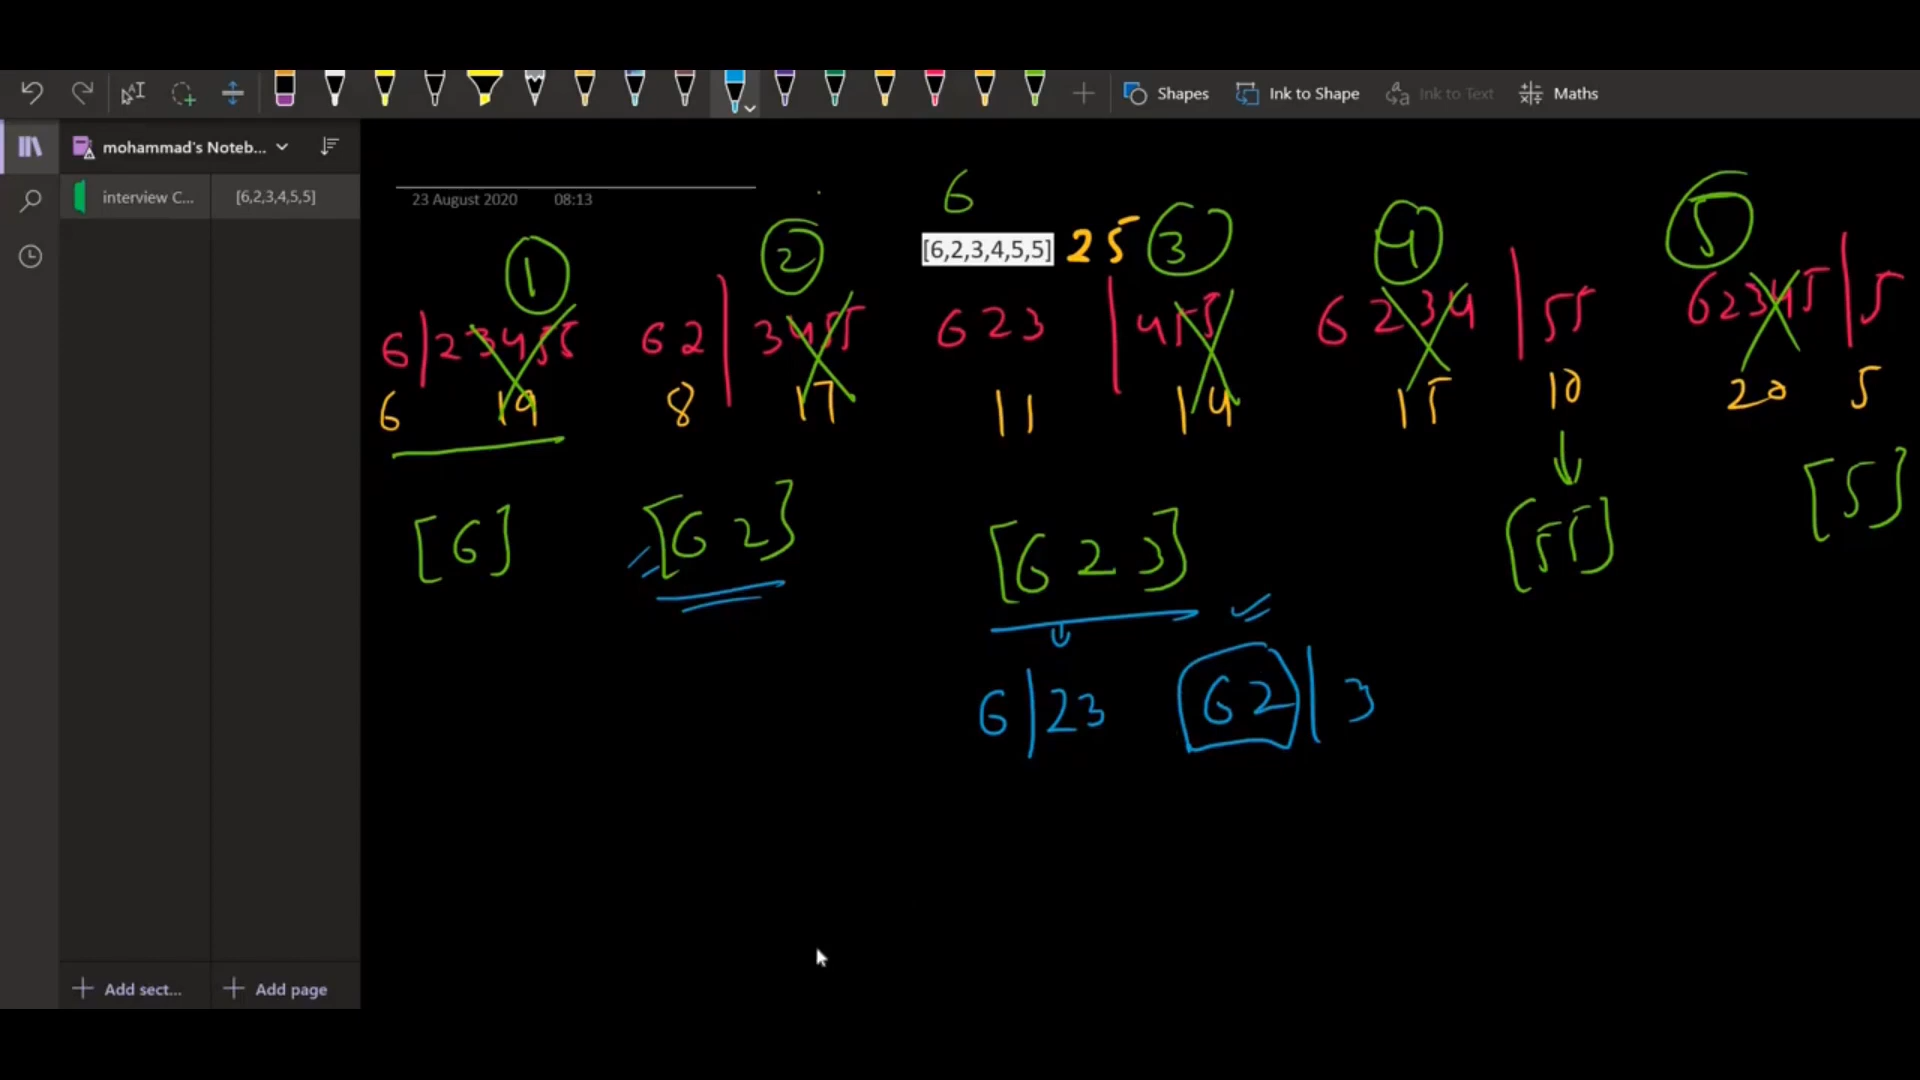 Shapes Ink to Shape Ink to Text Maths
mohammad's Noteb...
interview C... [6,2,3,4,5,5]
23 August 2020 08:13
6
[6,2,3,4,5,5] 25
1 2 3 4 5
6|23455 62|3455 623|455 6234|55 62345|5
6 19 8 17 11 14 15 10 20 5
[6] [62] [623] [55] [5]
6|23 62|3
Add sect... Add page